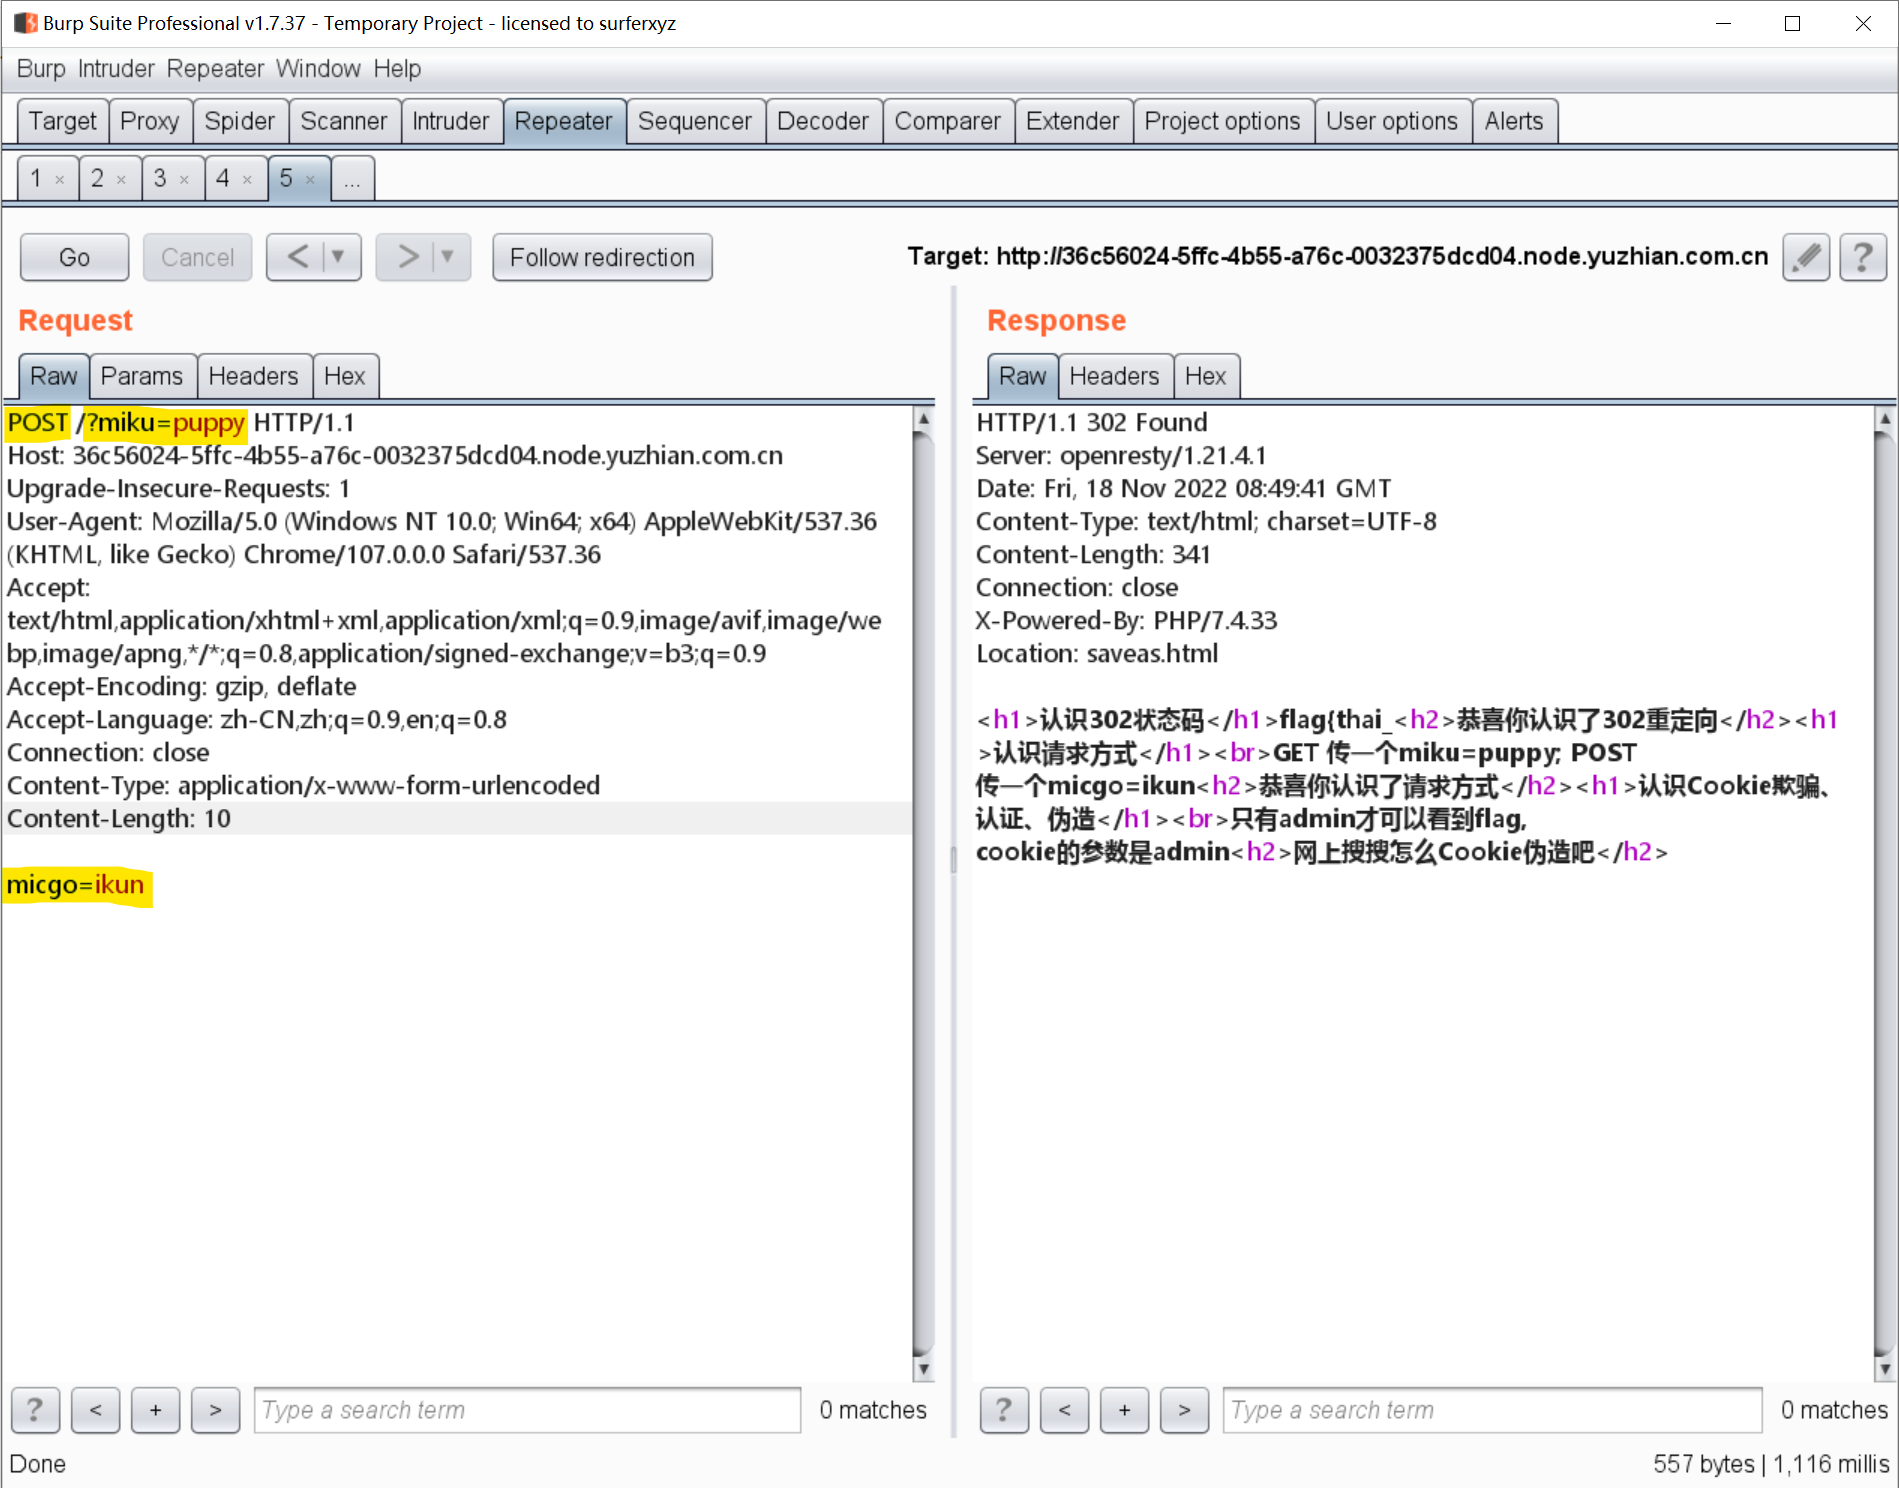 Burp Suite Professional v1.7.37 - Temporary Project - licensed to surferxyz
Burp Intruder Repeater Window Help
Target Proxy Spider Scanner Intruder Repeater Sequencer Decoder Comparer Extender Project options User options Alerts
1 × 2 × 3 × 4 × 5 × ...
Go Cancel < ▼ > ▼ Follow redirection Target: http://36c56024-5ffc-4b55-a76c-0032375dcd04.node.yuzhian.com.cn ?
Request
Raw Params Headers Hex
POST /?miku=puppy HTTP/1.1
Host: 36c56024-5ffc-4b55-a76c-0032375dcd04.node.yuzhian.com.cn
Upgrade-Insecure-Requests: 1
User-Agent: Mozilla/5.0 (Windows NT 10.0; Win64; x64) AppleWebKit/537.36
(KHTML, like Gecko) Chrome/107.0.0.0 Safari/537.36
Accept:
text/html,application/xhtml+xml,application/xml;q=0.9,image/avif,image/we
bp,image/apng,*/*;q=0.8,application/signed-exchange;v=b3;q=0.9
Accept-Encoding: gzip, deflate
Accept-Language: zh-CN,zh;q=0.9,en;q=0.8
Connection: close
Content-Type: application/x-www-form-urlencoded
Content-Length: 10
micgo=ikun
? < + > Type a search term 0 matches
Response
Raw Headers Hex
HTTP/1.1 302 Found
Server: openresty/1.21.4.1
Date: Fri, 18 Nov 2022 08:49:41 GMT
Content-Type: text/html; charset=UTF-8
Content-Length: 341
Connection: close
X-Powered-By: PHP/7.4.33
Location: saveas.html
<h1>认识302状态码</h1>flag{thai_<h2>恭喜你认识了302重定向</h2><h1
>认识请求方式</h1><br>GET 传一个miku=puppy; POST
传一个micgo=ikun<h2>恭喜你认识了请求方式</h2><h1>认识Cookie欺骗、
认证、伪造</h1><br>只有admin才可以看到flag,
cookie的参数是admin<h2>网上搜搜怎么Cookie伪造吧</h2>
? < + > Type a search term 0 matches
Done 557 bytes | 1,116 millis